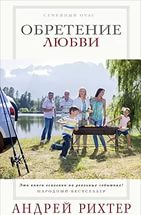 СЕМЕЙНЫЙ ОЧАГ
ОБРЕТЕНИЕ
ЛЮБВИ
Эта книга основана на реальных событиях!
НАРОДНЫЙ БЕСТСЕЛЛЕР
АНДРЕЙ РИХТЕР